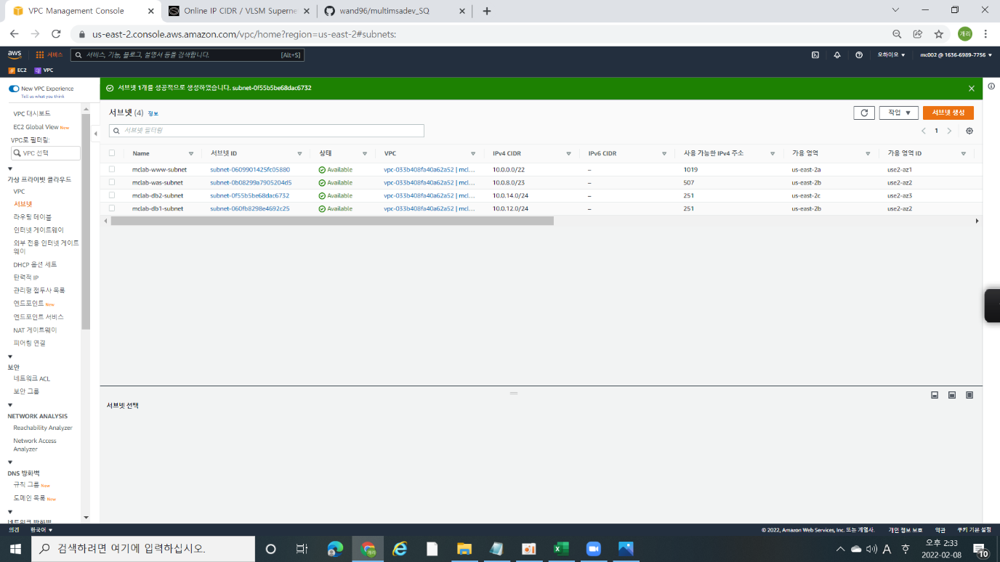 VPC Management Console
Online IP CIDR / VLSM Superne
wand96/multimsadev_SQ
us-east-2.console.aws.amazon.com/vpc/home?region=us-east-2#subnets:
개리
aws
서비스
서비스, 기능, 블로그, 설명서 등을 검색합니다.
[Alt+S]
오하이오 ▼
mc002 @ 1636-6989-7756 ▼
EC2
VPC
New VPC Experience
Tell us what you think
VPC 대시보드
EC2 Global View New
VPC로 필터링:
VPC 선택
가상 프라이빗 클라우드
VPC
서브넷
라우팅 테이블
인터넷 게이트웨이
외부 전용 인터넷 게이트
웨이
DHCP 옵션 세트
탄력적 IP
관리형 접두사 목록
엔드포인트 New
엔드포인트 서비스
NAT 게이트웨이
피어링 연결
보안
네트워크 ACL
보안 그룹
NETWORK ANALYSIS
Reachability Analyzer
Network Access
Analyzer
DNS 방화벽
규칙 그룹 New
도메인 목록 New
네트워크 방화벽
서브넷 1개를 성공적으로 생성하였습니다. subnet-0f55b5be68dac6732
서브넷 (4) 정보
작업 ▼
서브넷 생성
서브넷 필터링
1
Name 서브넷 ID 상태 VPC IPv4 CIDR IPv6 CIDR 사용 가능한 IPv4 주소 가용 영역 가용 영역 ID
mclab-www-subnet subnet-0609901425fc05880 Available vpc-033b408fa40a62a52 | mcl... 10.0.0.0/22 – 1019 us-east-2a use2-az1
mclab-was-subnet subnet-0b08299a7905204d5 Available vpc-033b408fa40a62a52 | mcl... 10.0.8.0/23 – 507 us-east-2b use2-az2
mclab-db2-subnet subnet-0f55b5be68dac6732 Available vpc-033b408fa40a62a52 | mcl... 10.0.14.0/24 – 251 us-east-2c use2-az3
mclab-db1-subnet subnet-060fb8298e4692c25 Available vpc-033b408fa40a62a52 | mcl... 10.0.12.0/24 – 251 us-east-2b use2-az2
서브넷 선택
의견
한국어 ▼
© 2022, Amazon Web Services, Inc. 또는 계열사.
개인 정보 보호
약관
쿠키 기본 설정
검색하려면 여기에 입력하십시오.
개리
A
오후 2:33
2022-02-08
10